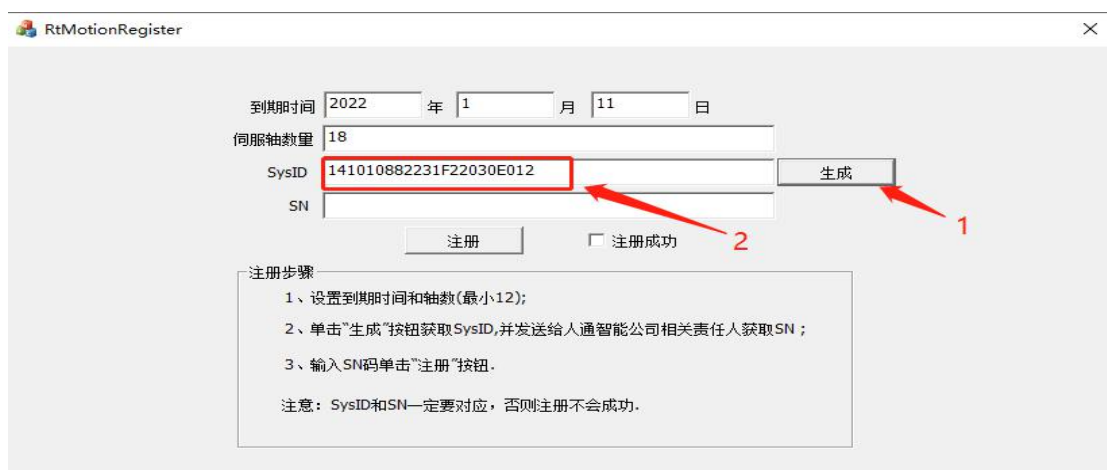 RtMotionRegister
到期时间 2022 年 1 月 11 日
伺服轴数量 18
SysID 141010882231F22030E012 生成
SN
1
注册 注册成功 2
注册步骤
1、设置到期时间和轴数(最小12);
2、单击“生成”按钮获取SysID,并发送给人通智能公司相关责任人获取SN；
3、输入SN码单击“注册”按钮.
注意：SysID和SN一定要对应，否则注册不会成功.